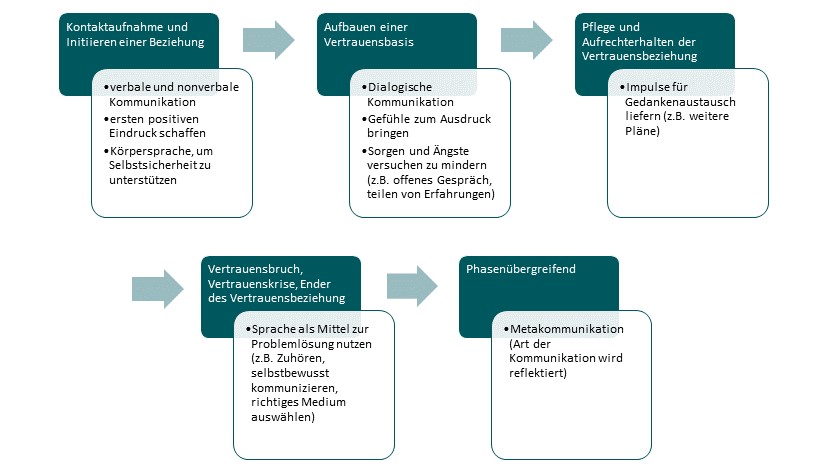 Kontaktaufnahme und
Initiieren einer Beziehung
•verbale und nonverbale
Kommunikation
•ersten positiven
Eindruck schaffen
•Körpersprache, um
Selbstsicherheit zu
unterstützen
Aufbauen einer
Vertrauensbasis
•Dialogische
Kommunikation
•Gefühle zum Ausdruck
bringen
•Sorgen und Ängste
versuchen zu mindern
(z.B. offenes Gespräch,
teilen von Erfahrungen)
Pflege und
Aufrechterhalten der
Vertrauensbeziehung
•Impulse für
Gedankenaustausch
liefern (z.B. weitere
Pläne)
Vertrauensbruch,
Vertrauenskrise, Ender
des Vertrauensbeziehung
•Sprache als Mittel zur
Problemlösung nutzen
(z.B. Zuhören,
selbstbewusst
kommunizieren,
richtiges Medium
auswählen)
Phasenübergreifend
•Metakommunikation
(Art der
Kommunikation wird
reflektiert)